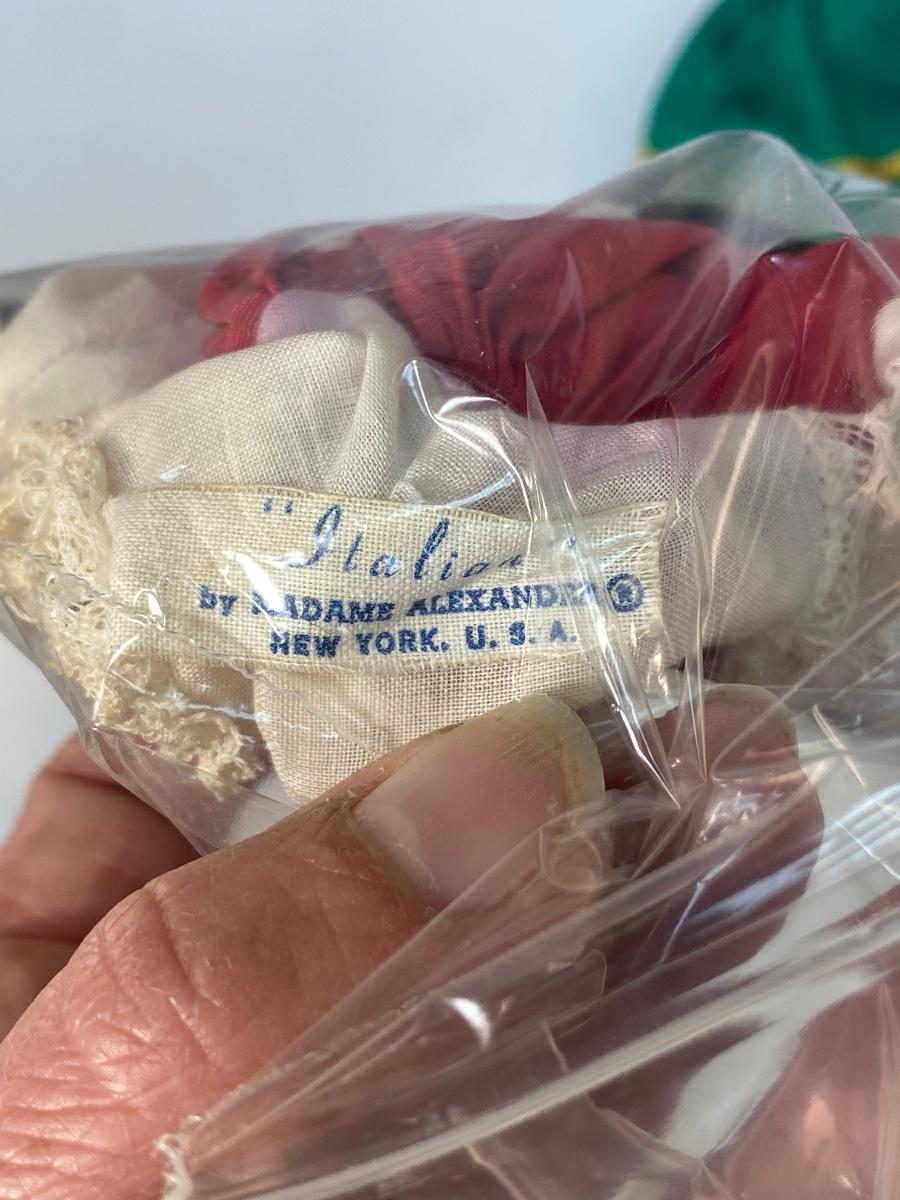 "Italian"
by MADAME ALEXANDER ®
NEW YORK, U. S. A.